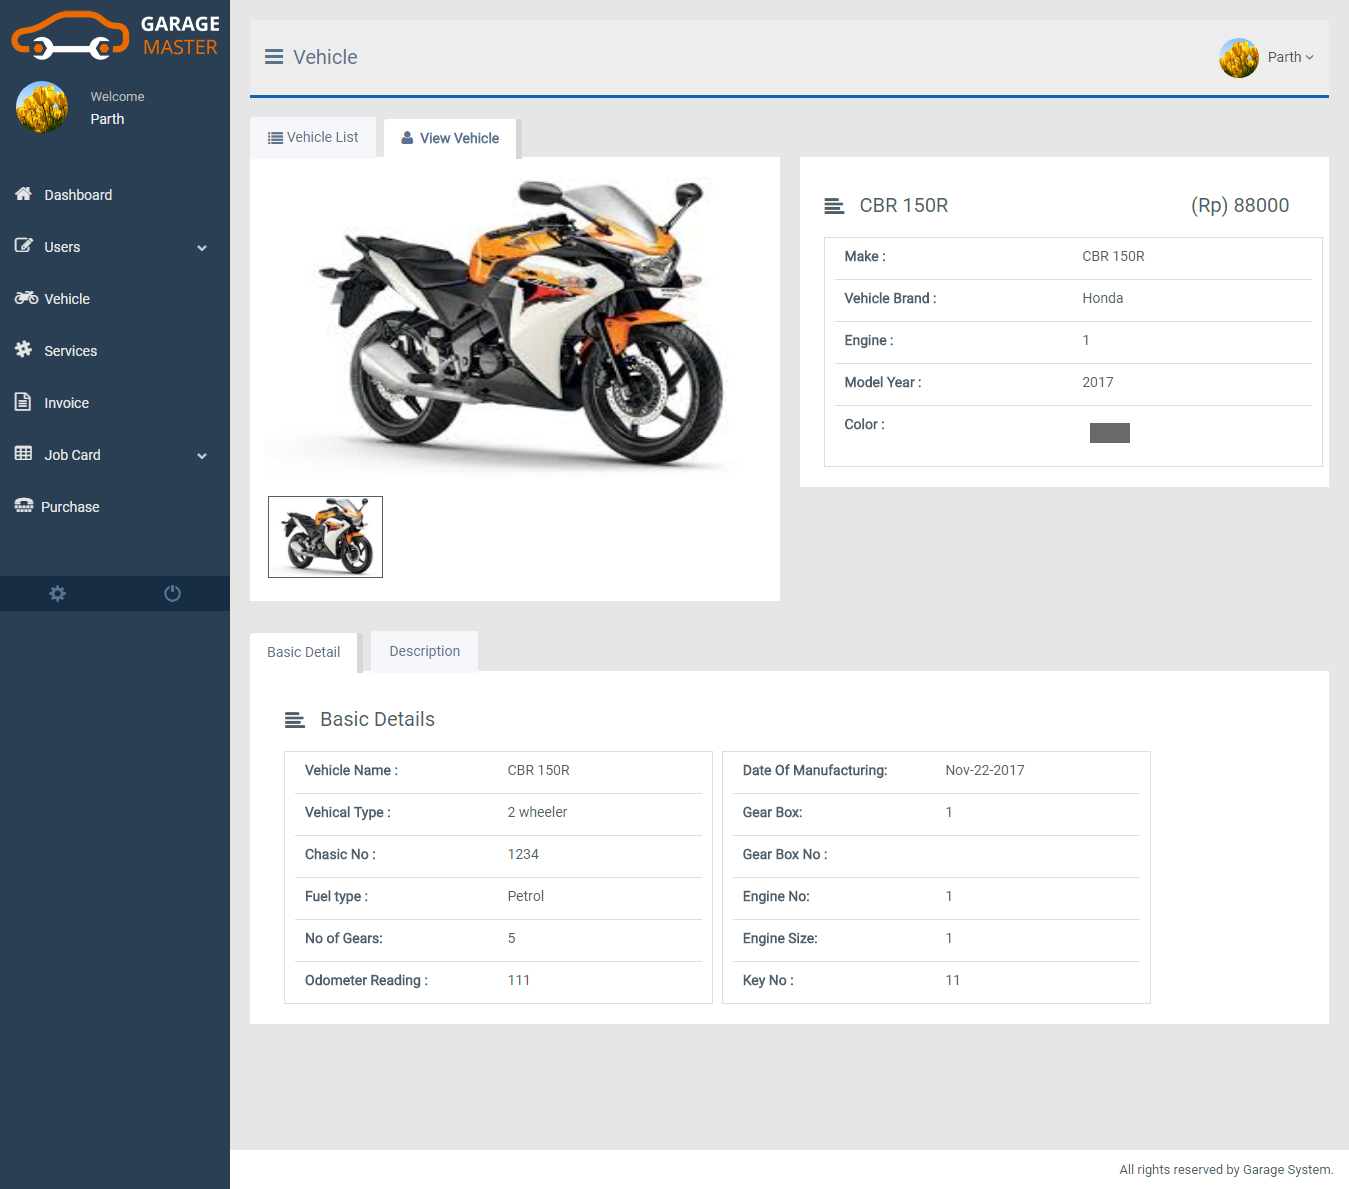 GARAGE
MASTER
Welcome
Parth
Dashboard
Users
Vehicle
Services
Invoice
Job Card
Purchase
Vehicle
Parth
Vehicle List
View Vehicle
CBR 150R (Rp) 88000
Make : CBR 150R
Vehicle Brand : Honda
Engine : 1
Model Year : 2017
Color :
Basic Detail
Description
Basic Details
Vehicle Name : CBR 150R
Vehical Type : 2 wheeler
Chasic No : 1234
Fuel type : Petrol
No of Gears: 5
Odometer Reading : 111
Date Of Manufacturing: Nov-22-2017
Gear Box: 1
Gear Box No :
Engine No: 1
Engine Size: 1
Key No : 11
All rights reserved by Garage System.